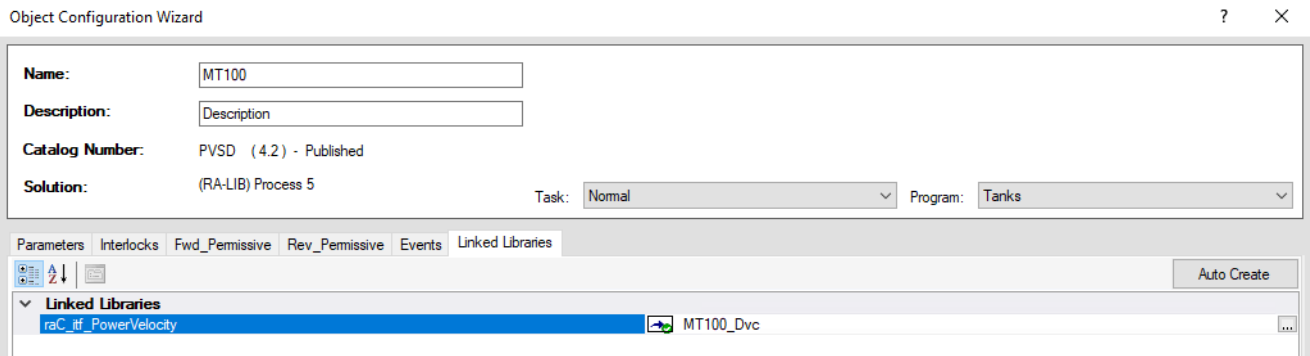 Object Configuration Wizard ? ×
Name: MT100
Description: Description
Catalog Number: PVSD (4.2) - Published
Solution: (RA-LIB) Process 5
Task: Normal Program: Tanks
Parameters Interlocks Fwd_Permissive Rev_Permissive Events Linked Libraries
Auto Create
Linked Libraries
raC_itf_PowerVelocity MT100_Dvc ...